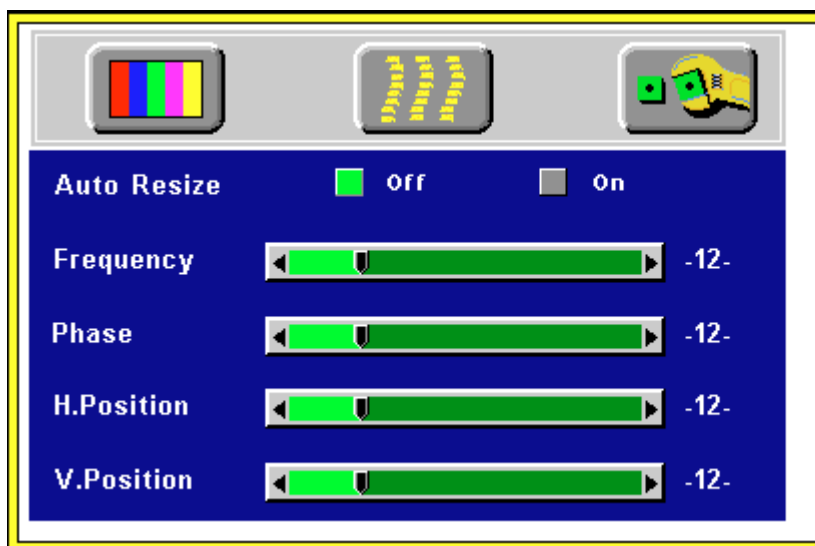 Auto Resize Off On
Frequency -12-
Phase -12-
H.Position -12-
V.Position -12-